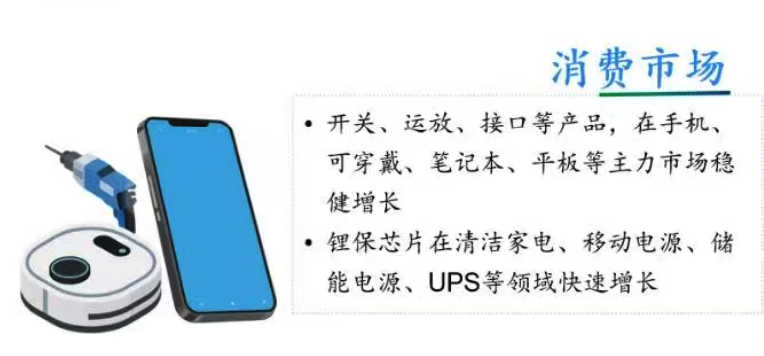 消费市场
• 开关、运放、接口等产品，在手机、
可穿戴、笔记本、平板等主力市场稳
健增长
• 锂保芯片在清洁家电、移动电源、储
能电源、UPS等领域快速增长